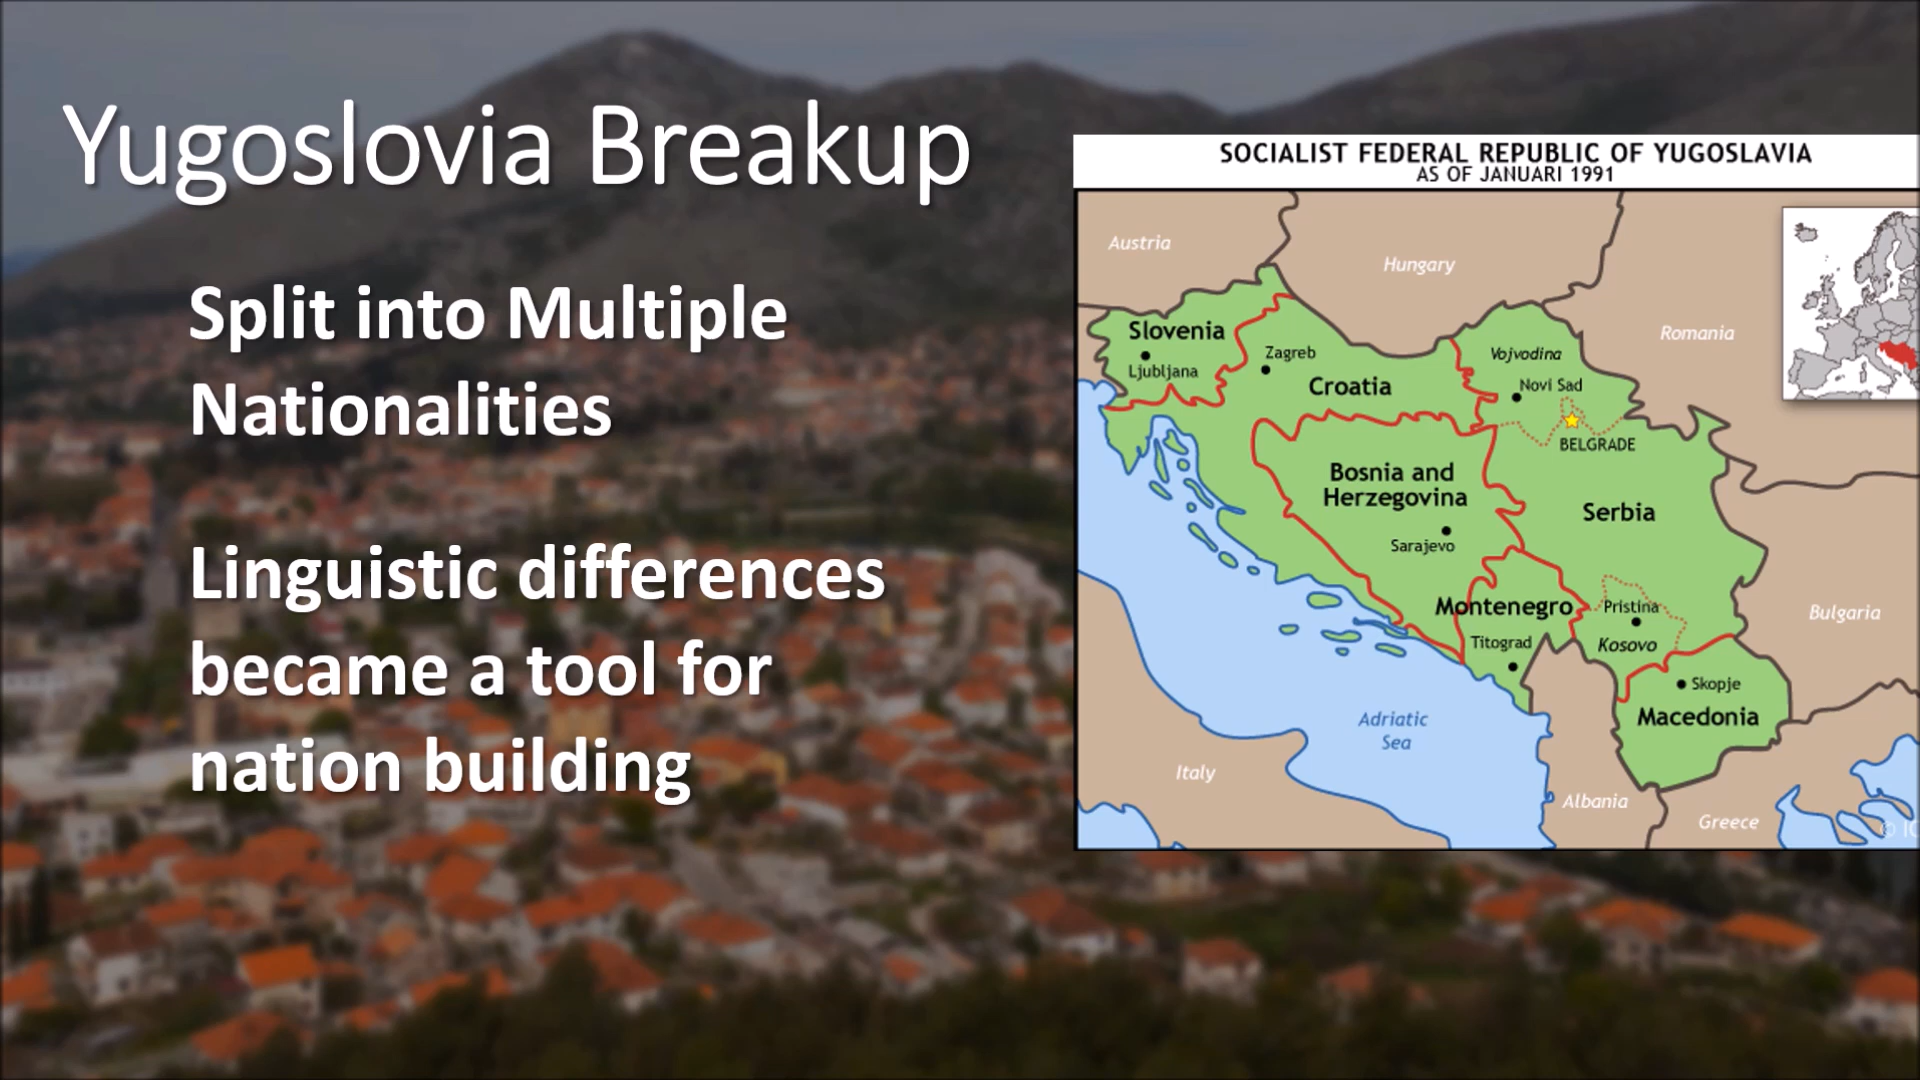 Yugoslovia Breakup
Split into Multiple
Nationalities
Linguistic differences
became a tool for
nation building
SOCIALIST FEDERAL REPUBLIC OF YUGOSLAVIA
AS OF JANUARI 1991
Austria
Hungary
Romania
Slovenia
Ljubljana
Zagreb
Croatia
Vojvodina
Novi Sad
BELGRADE
Bosnia and
Herzegovina
Sarajevo
Serbia
Montenegro
Titograd
Pristina
Kosovo
Bulgaria
Skopje
Macedonia
Adriatic
Sea
Italy
Albania
Greece